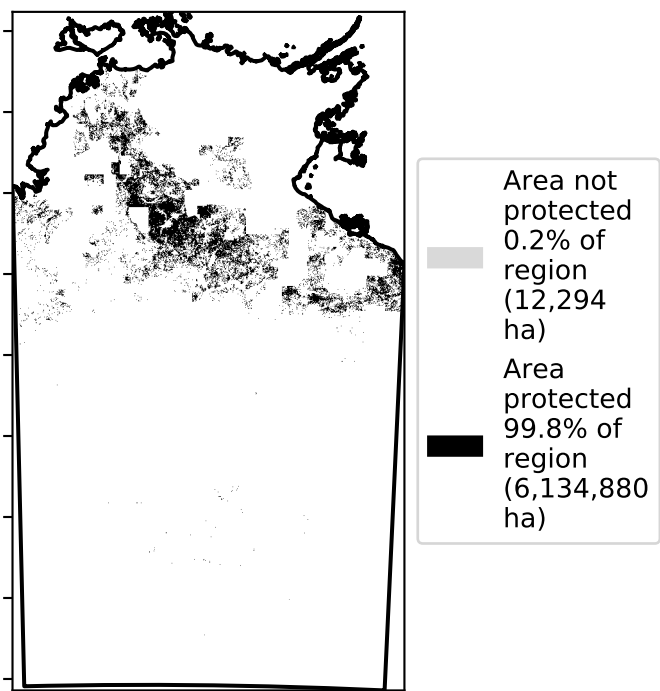 Area not
protected
0.2% of
region
(12,294
ha)
Area
protected
99.8% of
region
(6,134,880
ha)